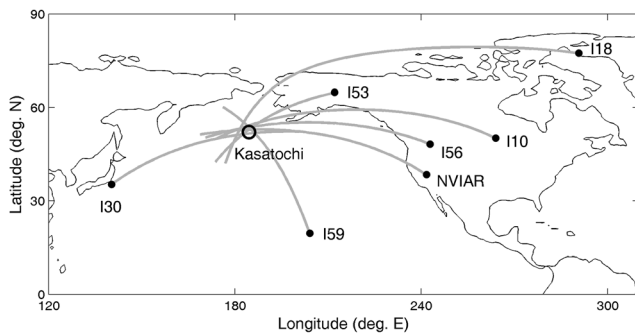 90
60
30
0
Latitude (deg. N)
I18
I53
I10
I56
NVIAR
Kasatochi
I30
I59
120
180
240
300
Longitude (deg. E)